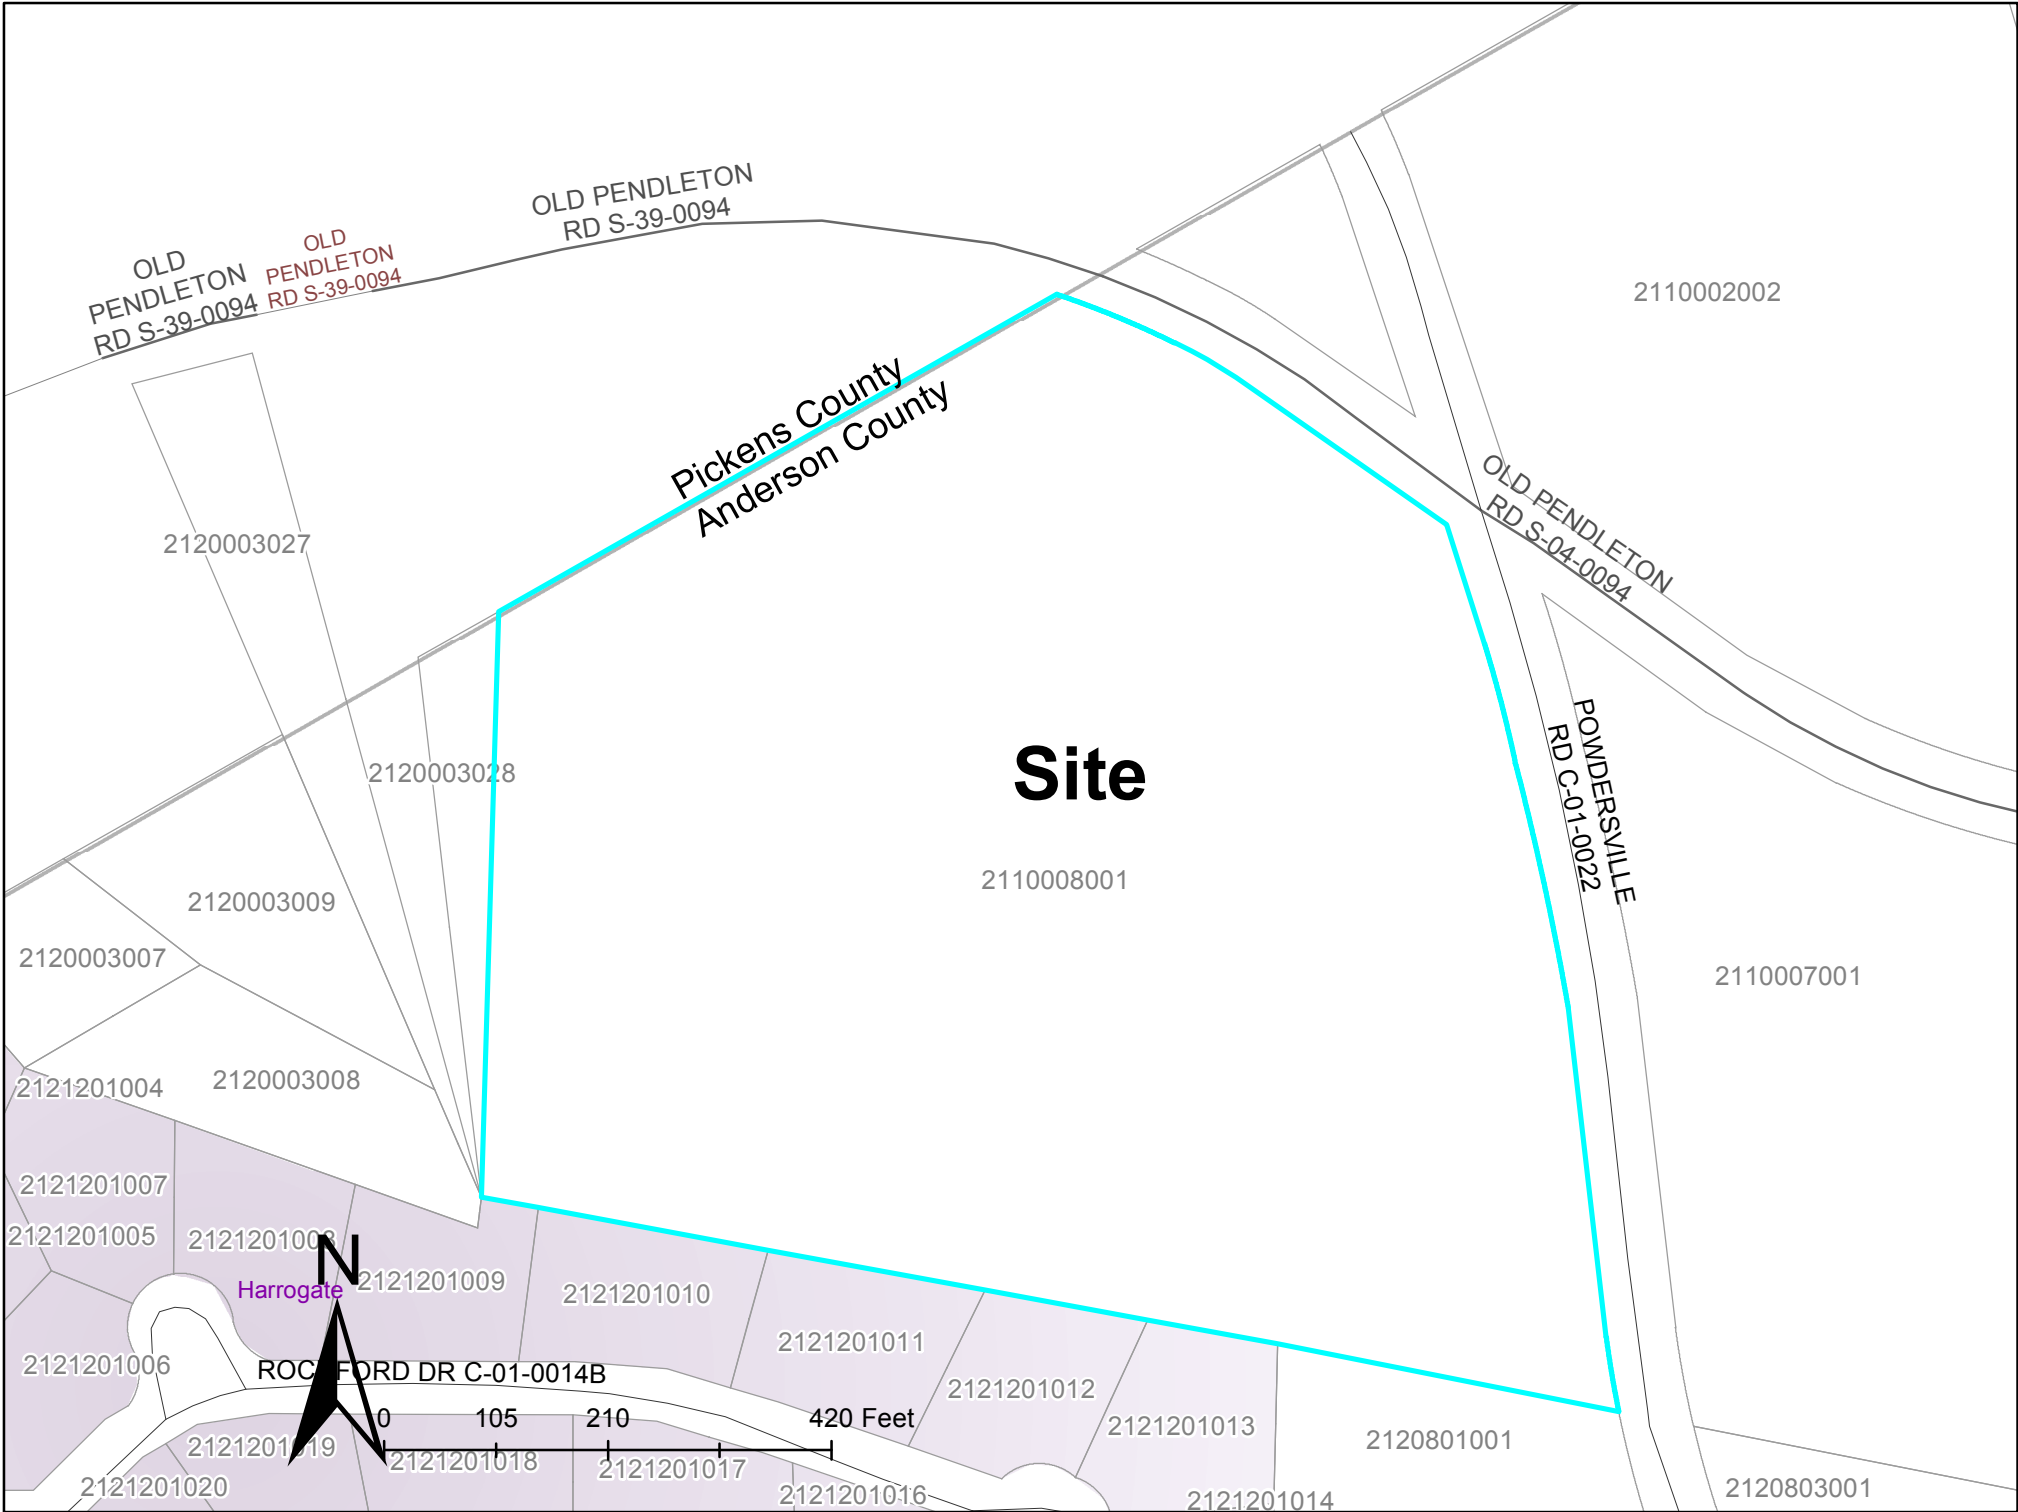 OLD PENDLETON
RD S-39-0094
OLD
PENDLETON
RD S-39-0094
OLD
PENDLETON
RD S-39-0094
2110002002
Pickens County
Anderson County
OLD PENDLETON
RD S-04-0094
2120003027
POWDERSVILLE
RD C-01-0022
2120003028
Site
2110008001
2120003009
2120003007
2110007001
2120003008
2121201004
2121201007
2121201005
2121201008
N
Harrogate
2121201009
2121201010
2121201011
2121201006
ROCKFORD DR C-01-0014B
2121201012
2121201013
0 105 210 420 Feet
2120801001
2121201019
2121201018
2121201017
2121201020
2121201016
2121201014
2120803001